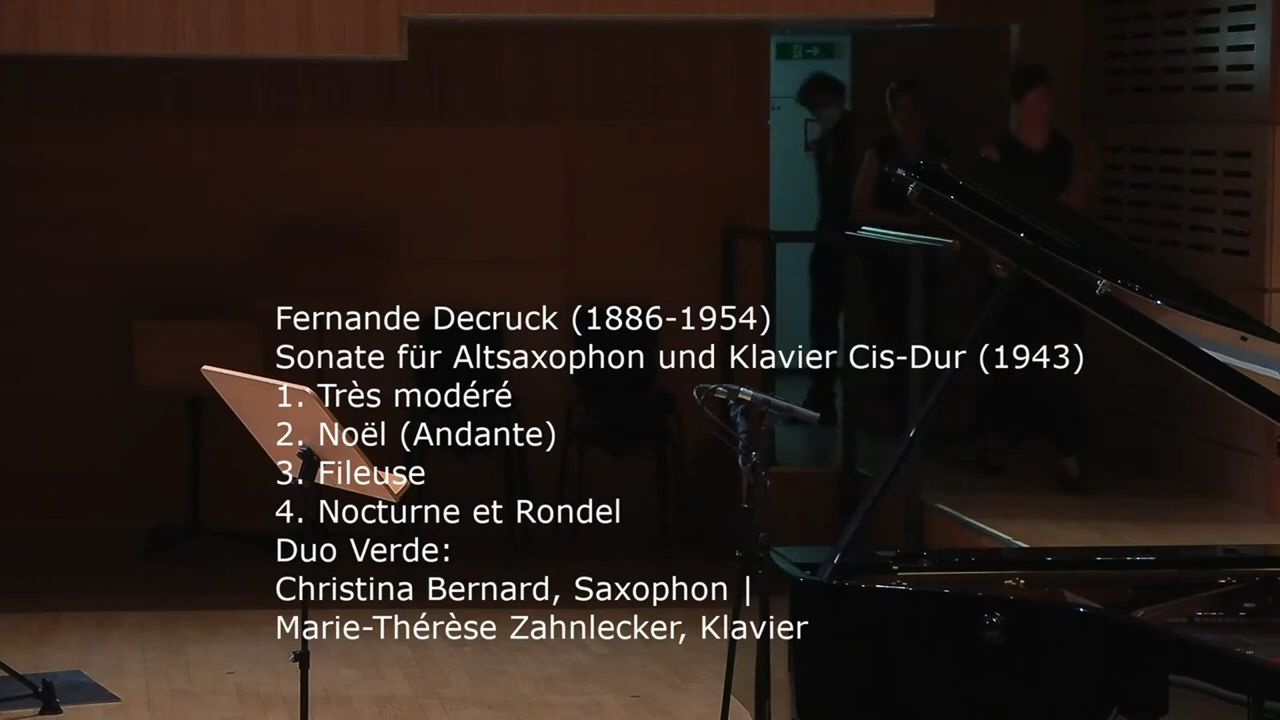 Fernande Decruck (1886-1954)
Sonate für Altsaxophon und Klavier Cis-Dur (1943)
1. Très modéré
2. Noël (Andante)
3. Fileuse
4. Nocturne et Rondel
Duo Verde:
Christina Bernard, Saxophon |
Marie-Thérèse Zahnlecker, Klavier